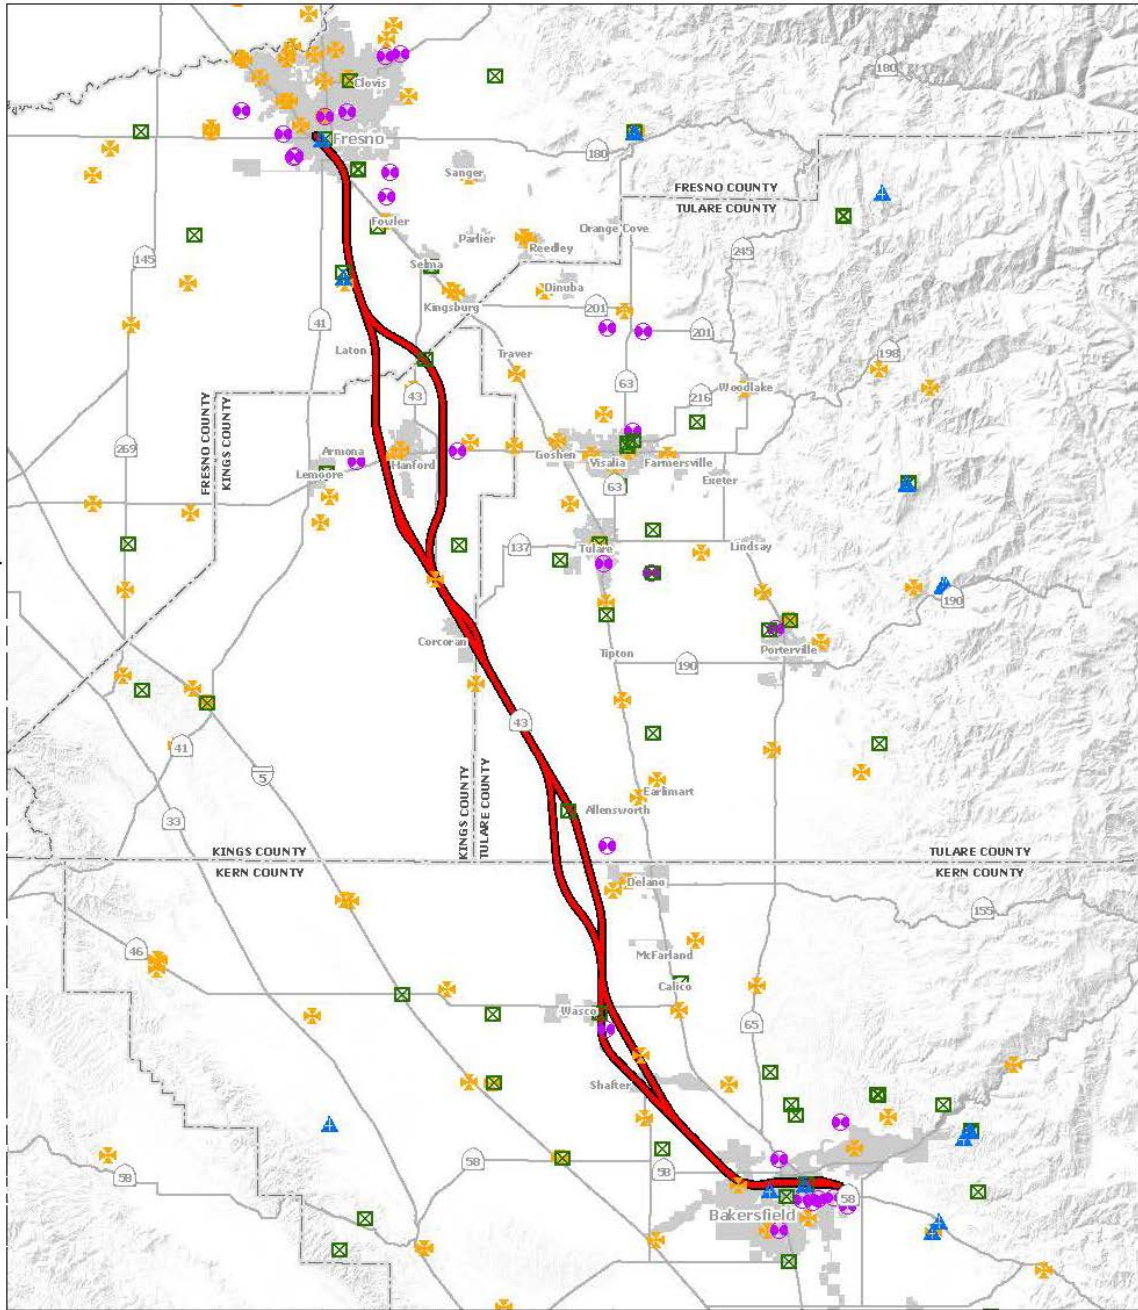 Clovis
180
Fresno
180
Sanger
FRESNO COUNTY
TULARE COUNTY
Fowler
Orange Cove
Parlier
Reedley
245
145
Selma
Dinuba
Kingsburg
201
201
41
Laton
Traver
198
63
Woodlake
43
216
FRESNO COUNTY
KINGS COUNTY
269
Armona
Goshen
Hanford
Visalia
Farmersville
Lemoore
Exeter
63
137
Tulare
Lindsay
190
Corcoran
Tipton
Porterville
190
43
41
5
KINGS COUNTY
TULARE COUNTY
Earlimart
33
Allensworth
KINGS COUNTY
KERN COUNTY
TULARE COUNTY
KERN COUNTY
Delano
155
46
McFarland
Calico
Wasco
65
Shafter
58
58
58
58
Bakersfield